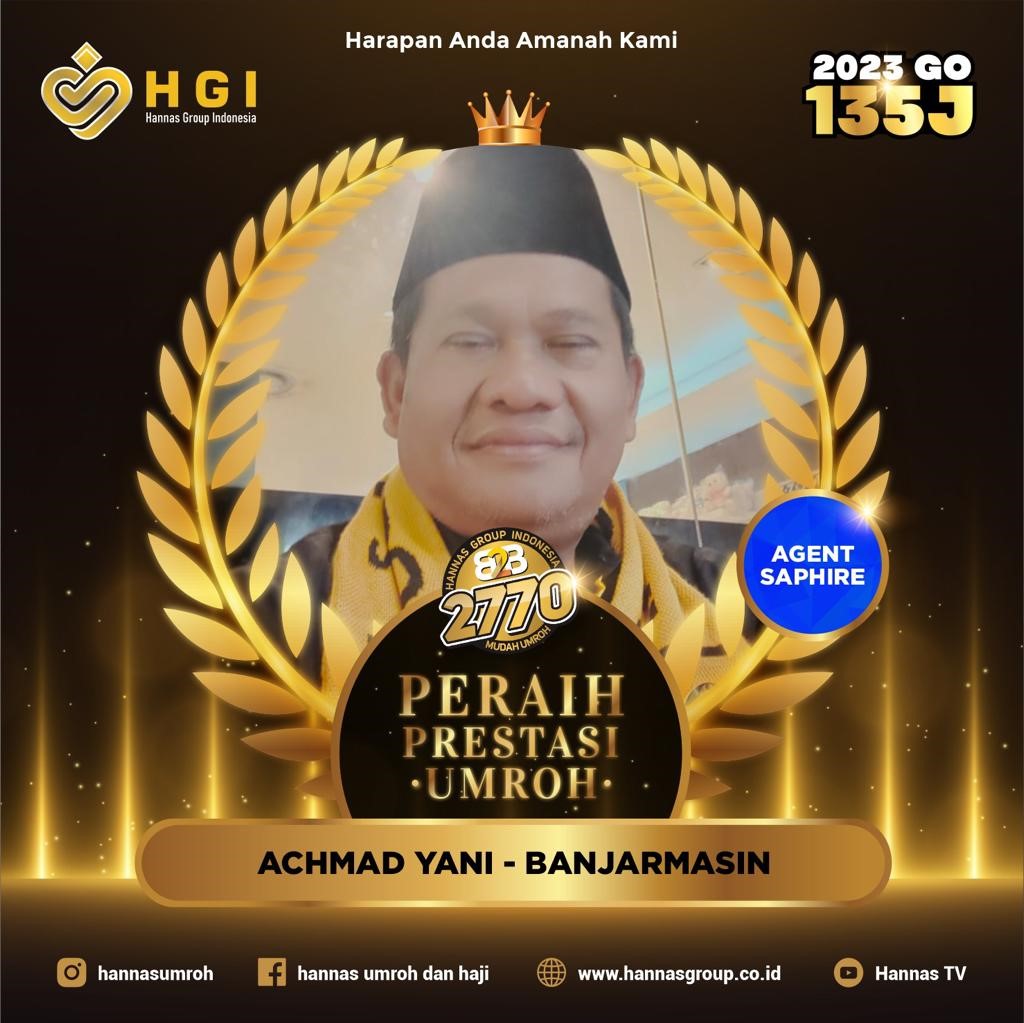 Harapan Anda Amanah Kami
HGI
Hannas Group Indonesia
2023 GO
135J
HANNAS GROUP INDONESIA
2770
MUDAH UMROH
AGENT
SAPHIRE
PERAIH
PRESTASI
·UMROH·
ACHMAD YANI - BANJARMASIN
hannasumroh
hannas umroh dan haji
www.hannasgroup.co.id
Hannas TV